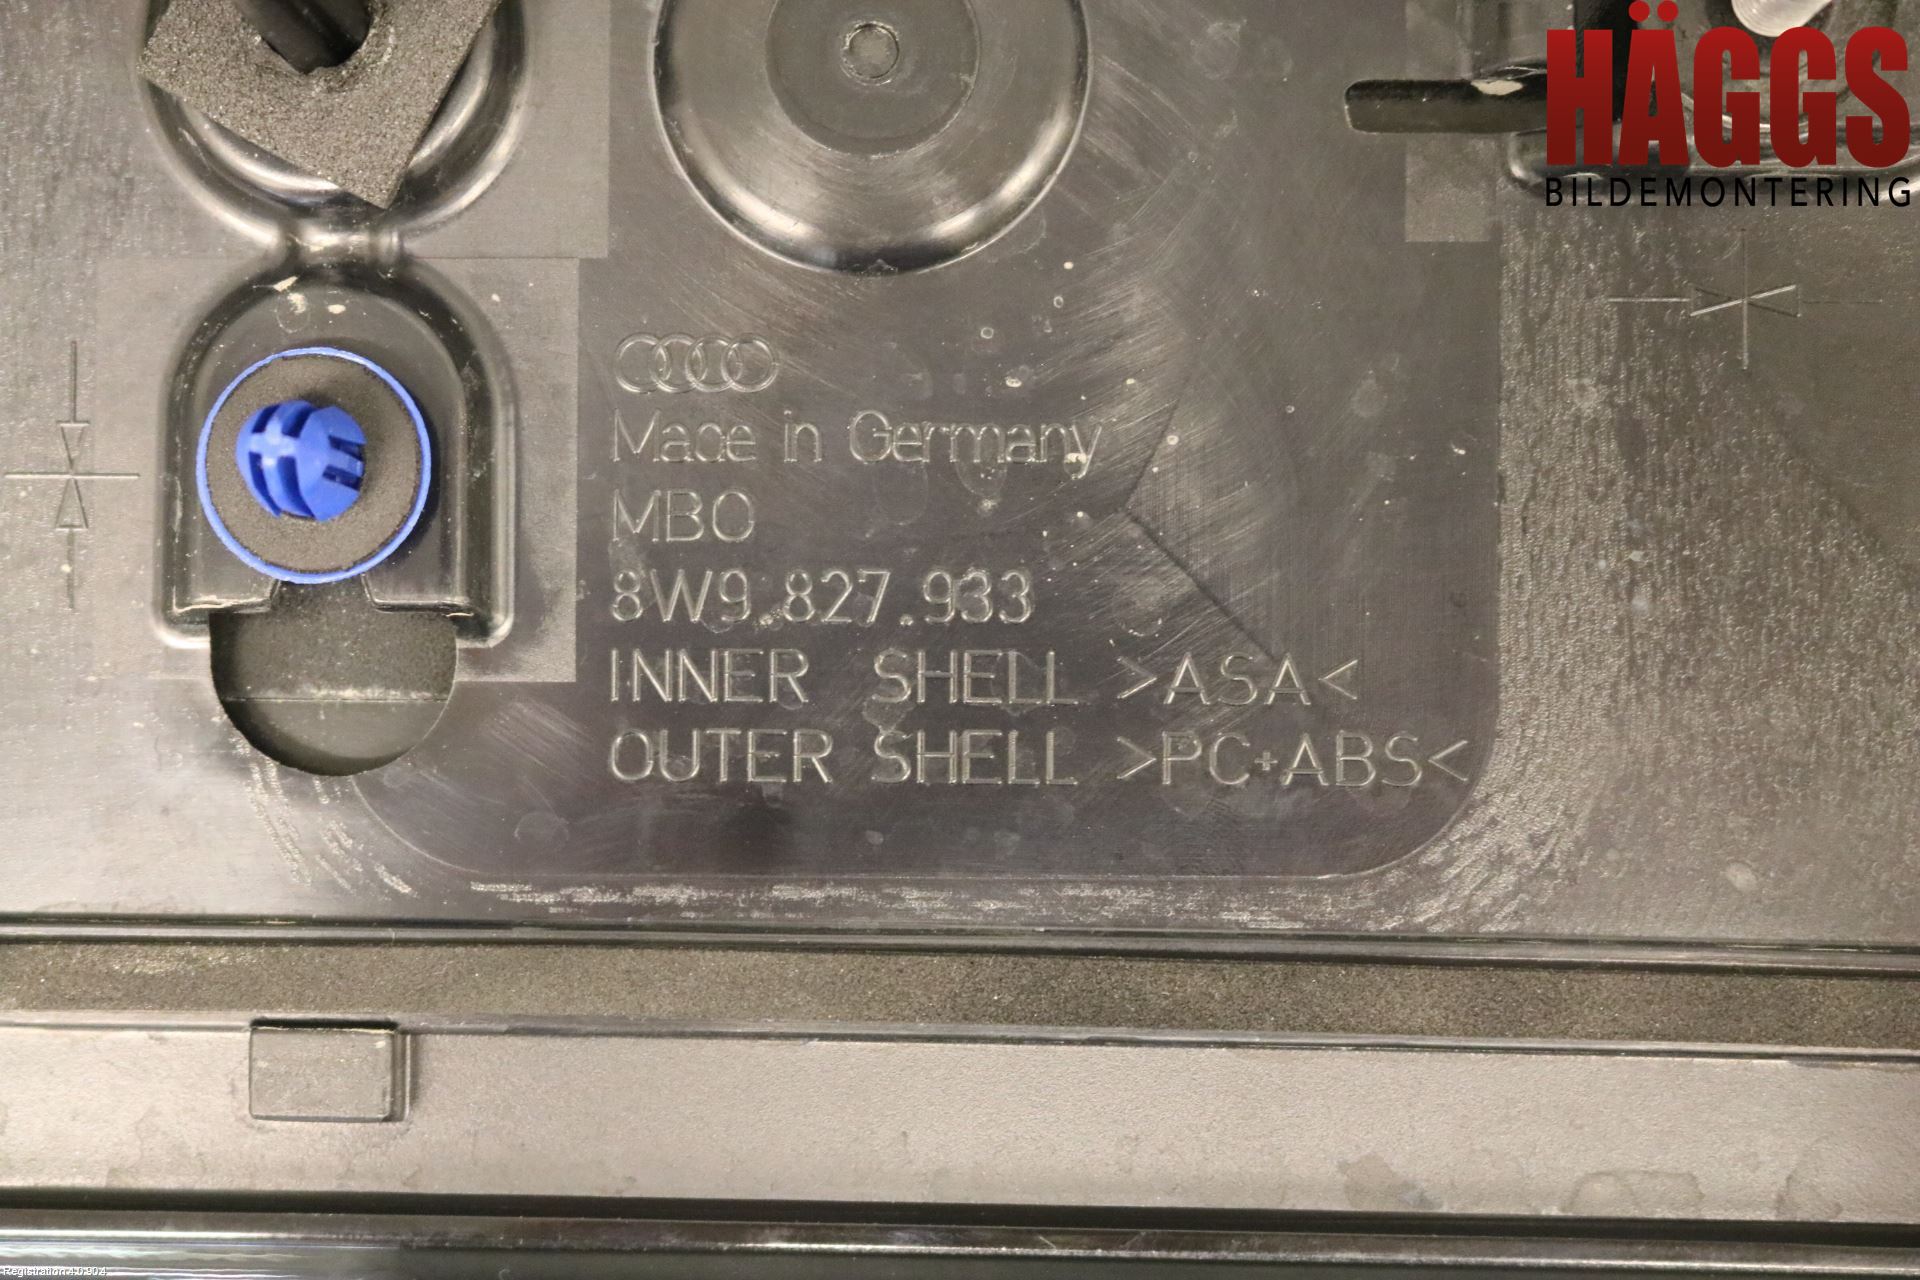 HÄGGS
BILDEMONTERING
Made in Germany
MBO
8W9.827.933
INNER SHELL >ASA<
OUTER SHELL >PC+ABS<